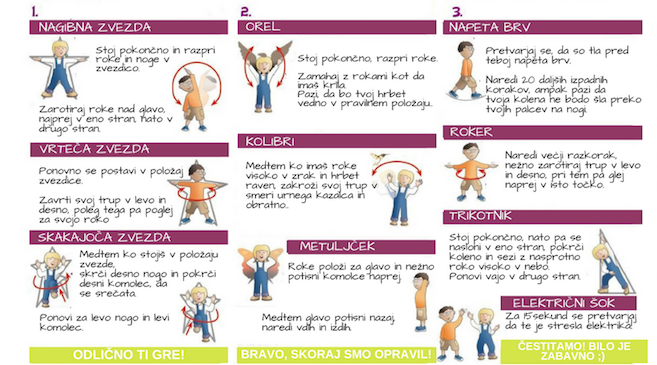 1.
NAGIBNA ZVEZDA
Stoj pokončno in razpri
roke in noge v
zvezdico.
Zarotiraj roke nad glavo,
najprej v eno stran, nato v
drugo stran.
VRTEČA ZVEZDA
Ponovno se postavi v položaj
zvezdice.
Zavrti svoj trup v levo in
desno, poleg tega pa poglej
za svojo roko
SKAKAJOČA ZVEZDA
Medtem ko stojiš v položaju
zvezde,
skrči desno nogo in pokrči
desni komolec, da
se srečata.
Ponovi za levo nogo in levi
komolec.
ODLIČNO TI GRE!
2.
OREL
Stoj pokončno, razpri roke.
Zamahaj z rokami kot da
imaš krila.
Pazi, da bo tvoj hrbet
vedno v pravilnem položaju.
KOLIBRI
Medtem ko imaš roke
visoko v zrak in hrbet
raven, zakroži svoj trup v
smeri urnega kazalca in
obratno.
METULJČEK
Roke položi za glavo in nežno
potisni komolce naprej.
Medtem glavo potisni nazaj,
naredi vdih in izdih.
BRAVO, SKORAJ SMO OPRAVIL!
3.
NAPETA BRV
Pretvarjaj se, da so tla pred
teboj napeta brv.
Naredi 20 daljših izpadnih
korakov, ampak pazi da
tvoja kolena ne bodo šla preko
tvojih palcev na nogi.
ROKER
Naredi večji razkorak,
nežno zarotiraj trup v levo
in desno, pri tem pa glej
naprej v isto točko.
TRIKOTNIK
Stoj pokončno, nato pa se
nasloni v eno stran, pokrči
koleno in sezi z nasprotno
roko visoko v nebo.
Ponovi vajo v drugo stran.
ELEKTRIČNI ŠOK
Za 15sekund se pretvarjaj
da te je stresla elektrika!
ČESTITAMO! BILO JE
ZABAVNO ;)